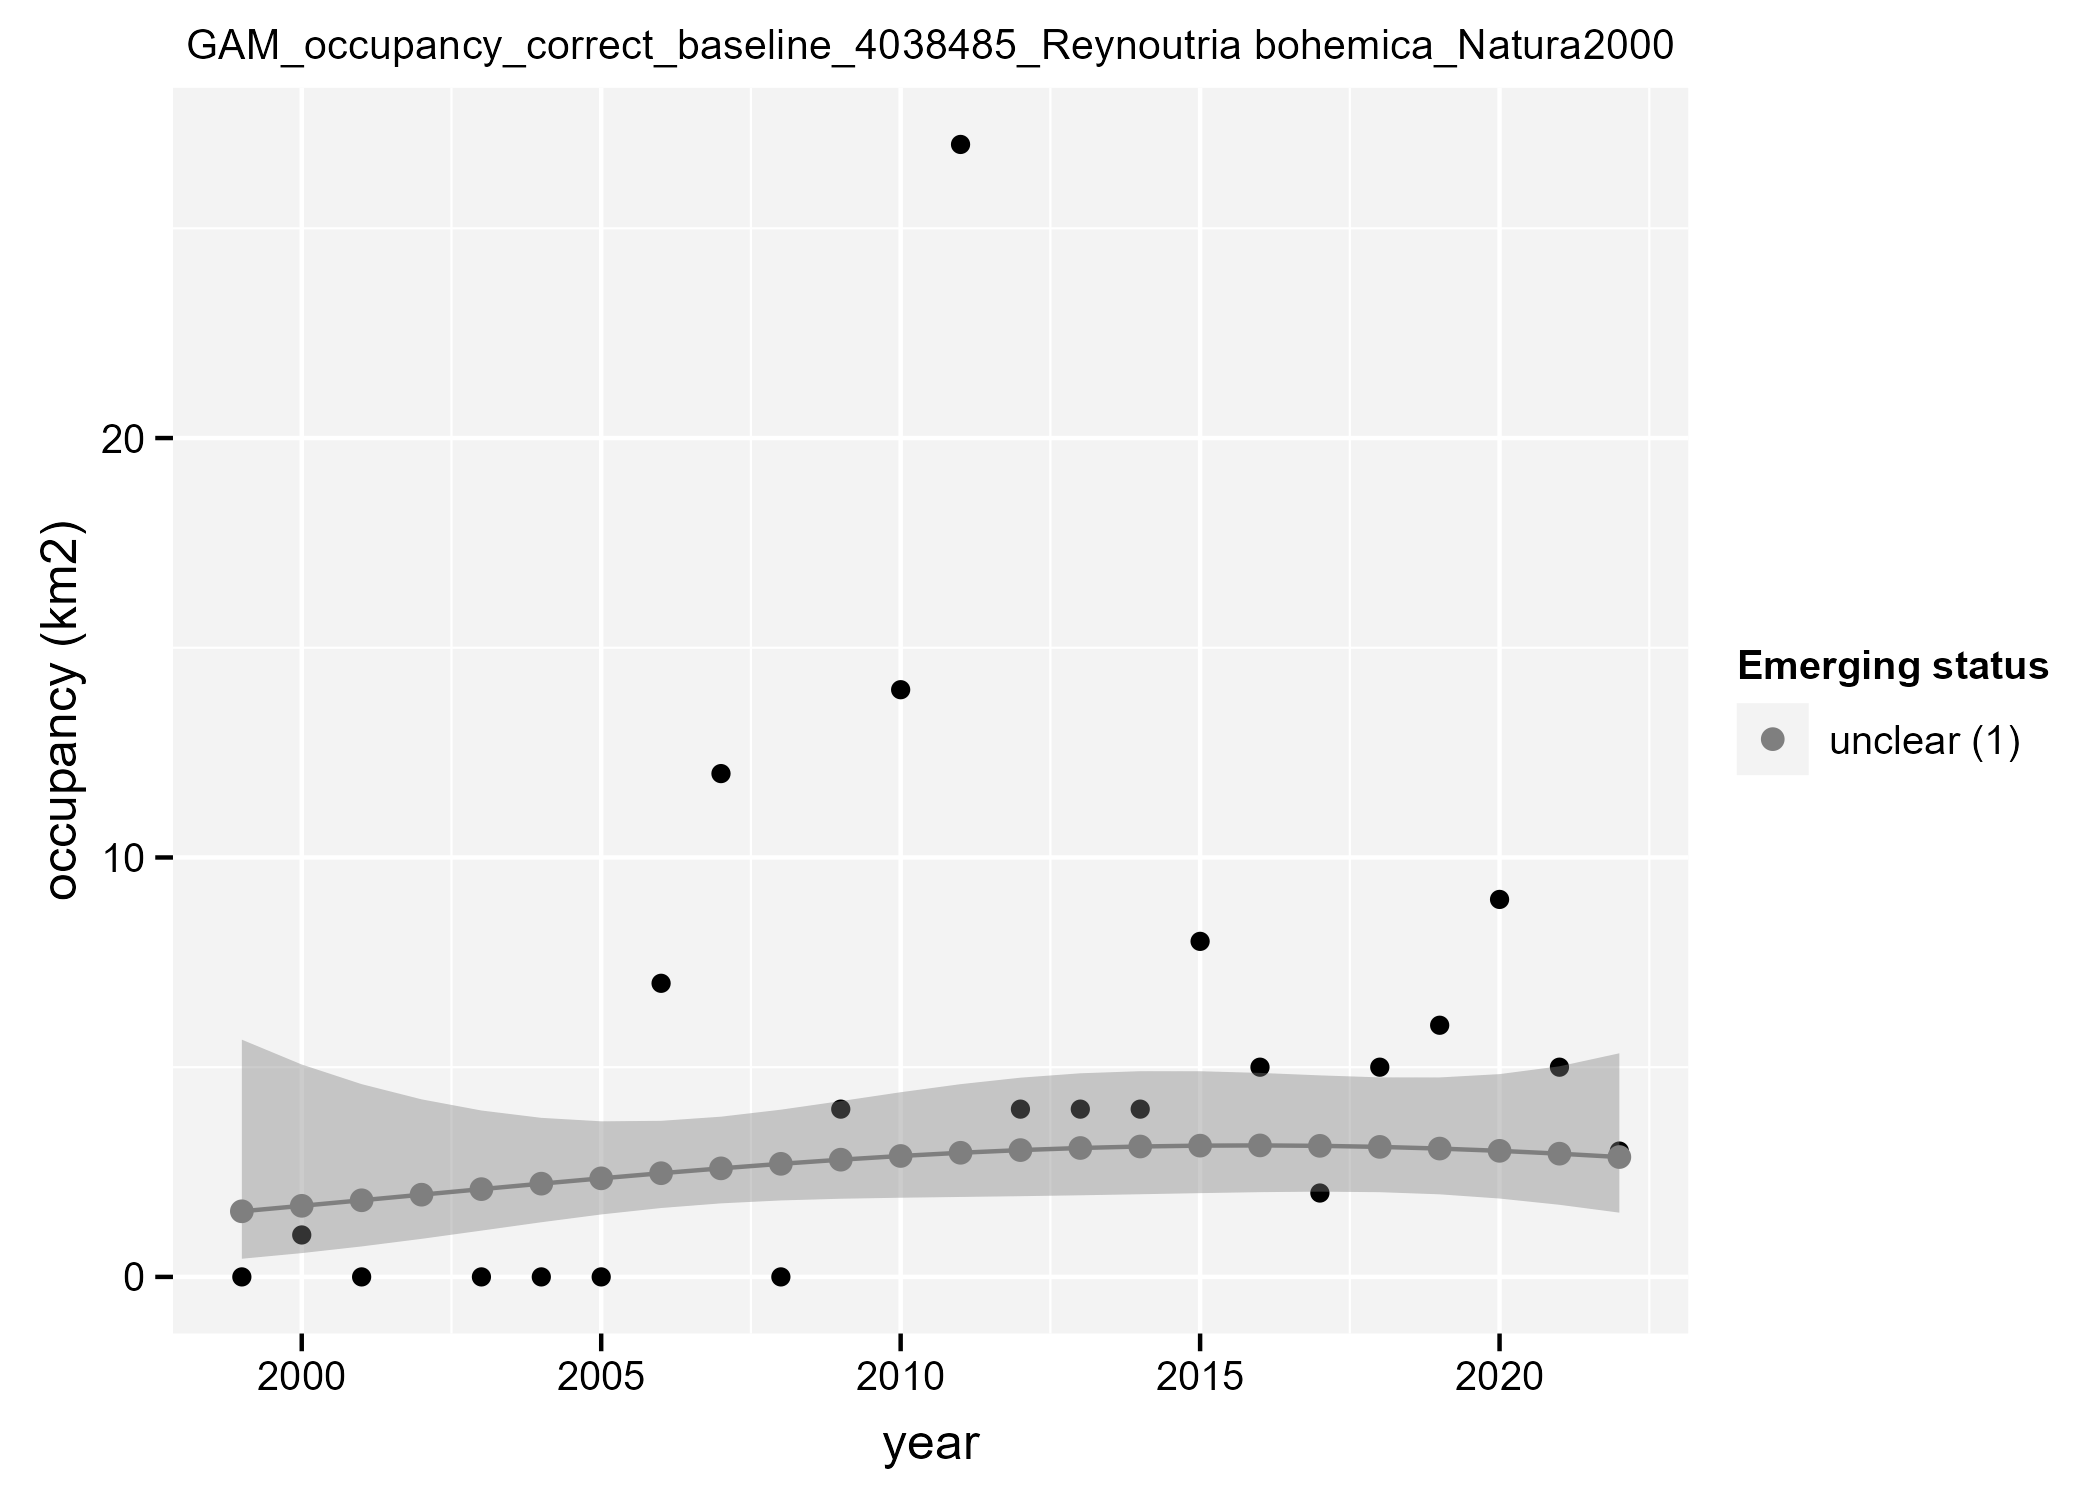 GAM_occupancy_correct_baseline_4038485_Reynoutria bohemica_Natura2000
occupancy (km2)
20
10
0
2000 2005 2010 2015 2020
year
Emerging status
unclear (1)